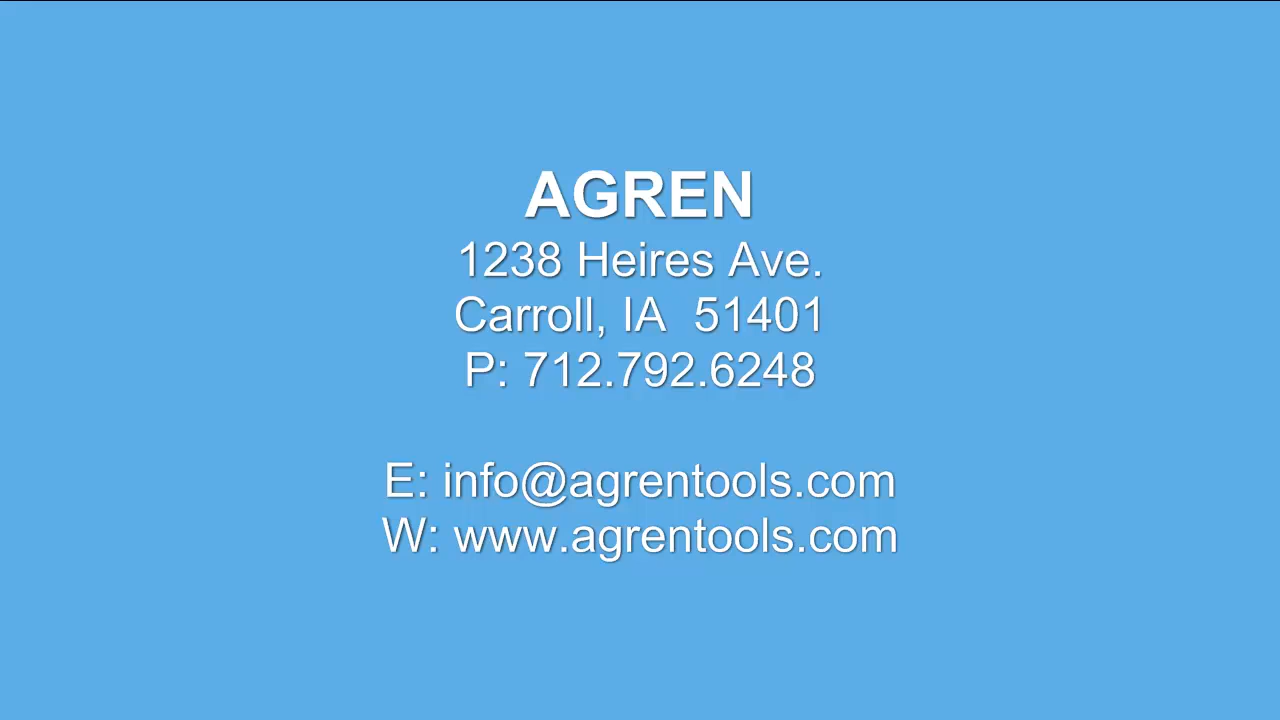 AGREN
1238 Heires Ave.
Carroll, IA  51401
P: 712.792.6248
E: info@agrentools.com
W: www.agrentools.com